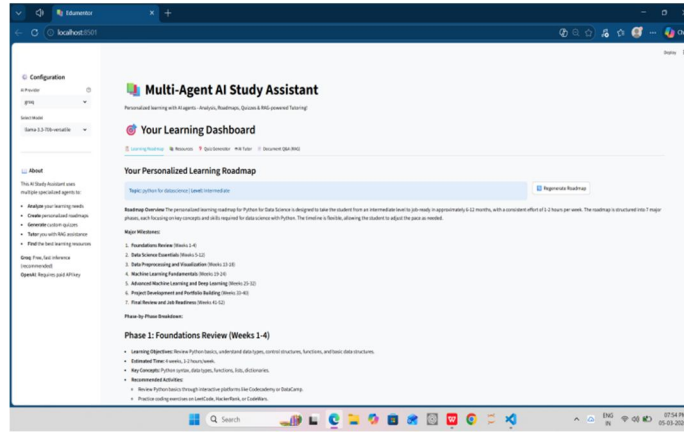 Edumentor
localhost:8501
Deploy
Configuration
AI Provider
groq
Select Model
llama-3.3-70b-versatile
About
This AI Study Assistant uses
multiple specialized agents to:
Analyze your learning needs
Create personalized roadmaps
Generate custom quizzes
Tutor you with RAG assistance
Find the best learning resources
Groq: Free, fast inference
(recommended)
OpenAI: Requires paid API key
Multi-Agent AI Study Assistant
Personalized learning with AI agents - Analysis, Roadmaps, Quizzes & RAG-powered Tutoring!
Your Learning Dashboard
Learning Roadmap Resources Quiz Generator AI Tutor Document Q&A (RAG)
Your Personalized Learning Roadmap
Topic: python for datascience | Level: Intermediate
Regenerate Roadmap
Roadmap Overview The personalized learning roadmap for Python for Data Science is designed to take the student from an intermediate level to job-ready in approximately 6-12 months, with a consistent effort of 1-2 hours per week. The roadmap is structured into 7 major
phases, each focusing on key concepts and skills required for data science with Python. The timeline is flexible, allowing the student to adjust the pace as needed.
Major Milestones:
1. Foundations Review (Weeks 1-4)
2. Data Science Essentials (Weeks 5-12)
3. Data Preprocessing and Visualization (Weeks 13-18)
4. Machine Learning Fundamentals (Weeks 19-24)
5. Advanced Machine Learning and Deep Learning (Weeks 25-32)
6. Project Development and Portfolio Building (Weeks 33-40)
7. Final Review and Job Readiness (Weeks 41-52)
Phase-by-Phase Breakdown:
Phase 1: Foundations Review (Weeks 1-4)
Learning Objectives: Review Python basics, understand data types, control structures, functions, and basic data structures.
Estimated Time: 4 weeks, 1-2 hours/week.
Key Concepts: Python syntax, data types, functions, lists, dictionaries.
Recommended Activities:
Review Python basics through interactive platforms like Codecademy or DataCamp.
Practice coding exercises on LeetCode, HackerRank, or CodeWars.
Search
ENG
IN
07:54 PM
05-03-202